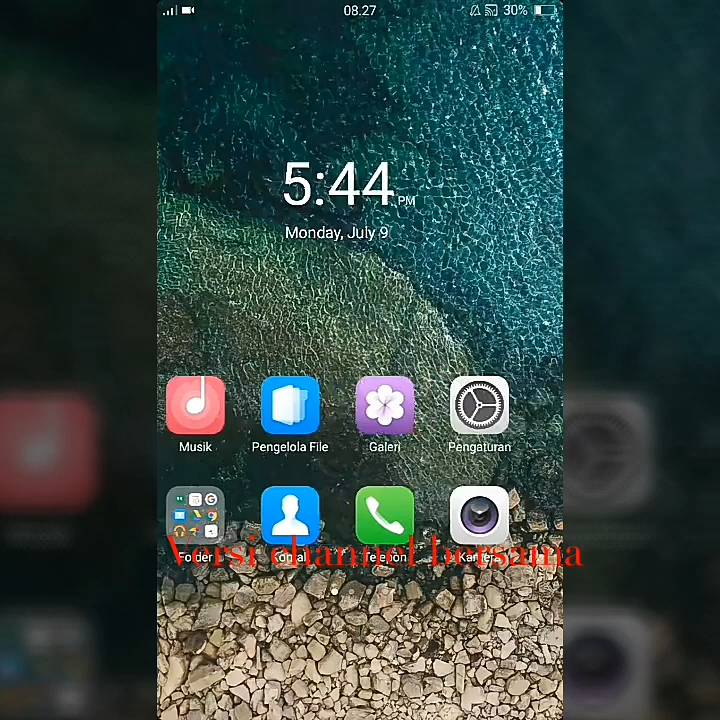 08.27 30%
5:44 PM
Monday, July 9
Musik Pengelola File Galeri Pengaturan
Folder Kontak Telepon Kamera
Versi channel bersama